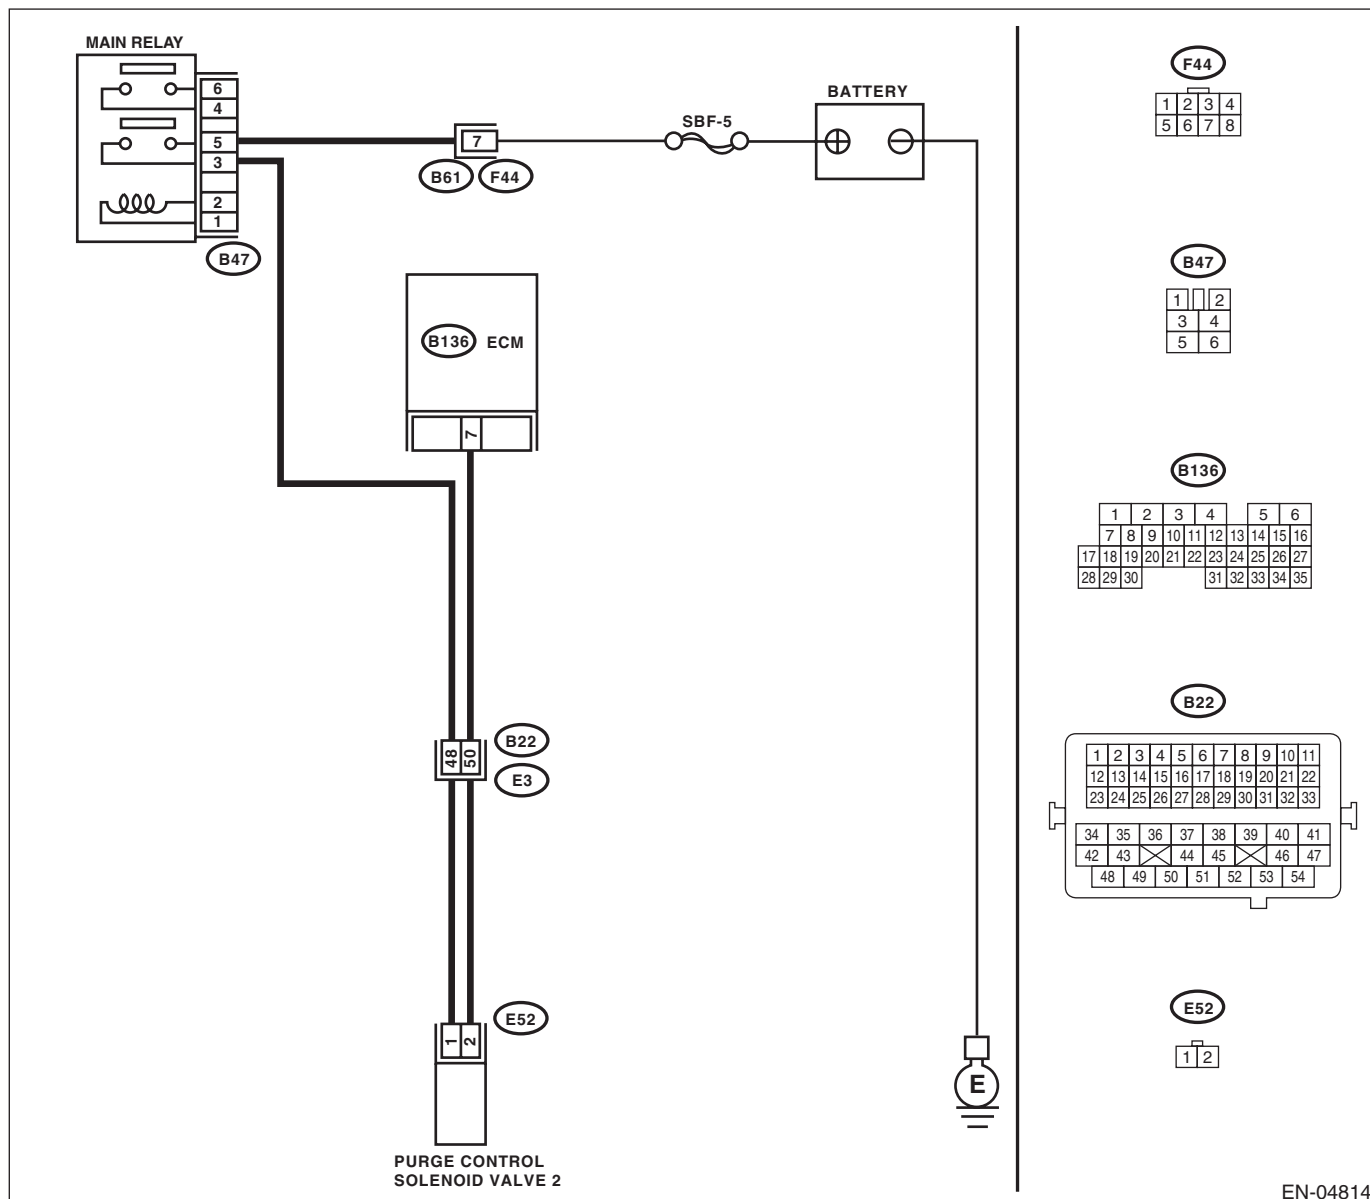 MAIN RELAY
6
4
5
3
2
1
B47
7
B61 F44
SBF-5
BATTERY
B136 ECM
7
48 50
B22
E3
E52
1 2
PURGE CONTROL
SOLENOID VALVE 2
E
F44
1 2 3 4
5 6 7 8
B47
1 2
3 4
5 6
B136
1 2 3 4 5 6
7 8 9 10 11 12 13 14 15 16
17 18 19 20 21 22 23 24 25 26 27
28 29 30 31 32 33 34 35
B22
1 2 3 4 5 6 7 8 9 10 11
12 13 14 15 16 17 18 19 20 21 22
23 24 25 26 27 28 29 30 31 32 33
34 35 36 37 38 39 40 41
42 43 44 45 46 47
48 49 50 51 52 53 54
E52
1 2
EN-04814